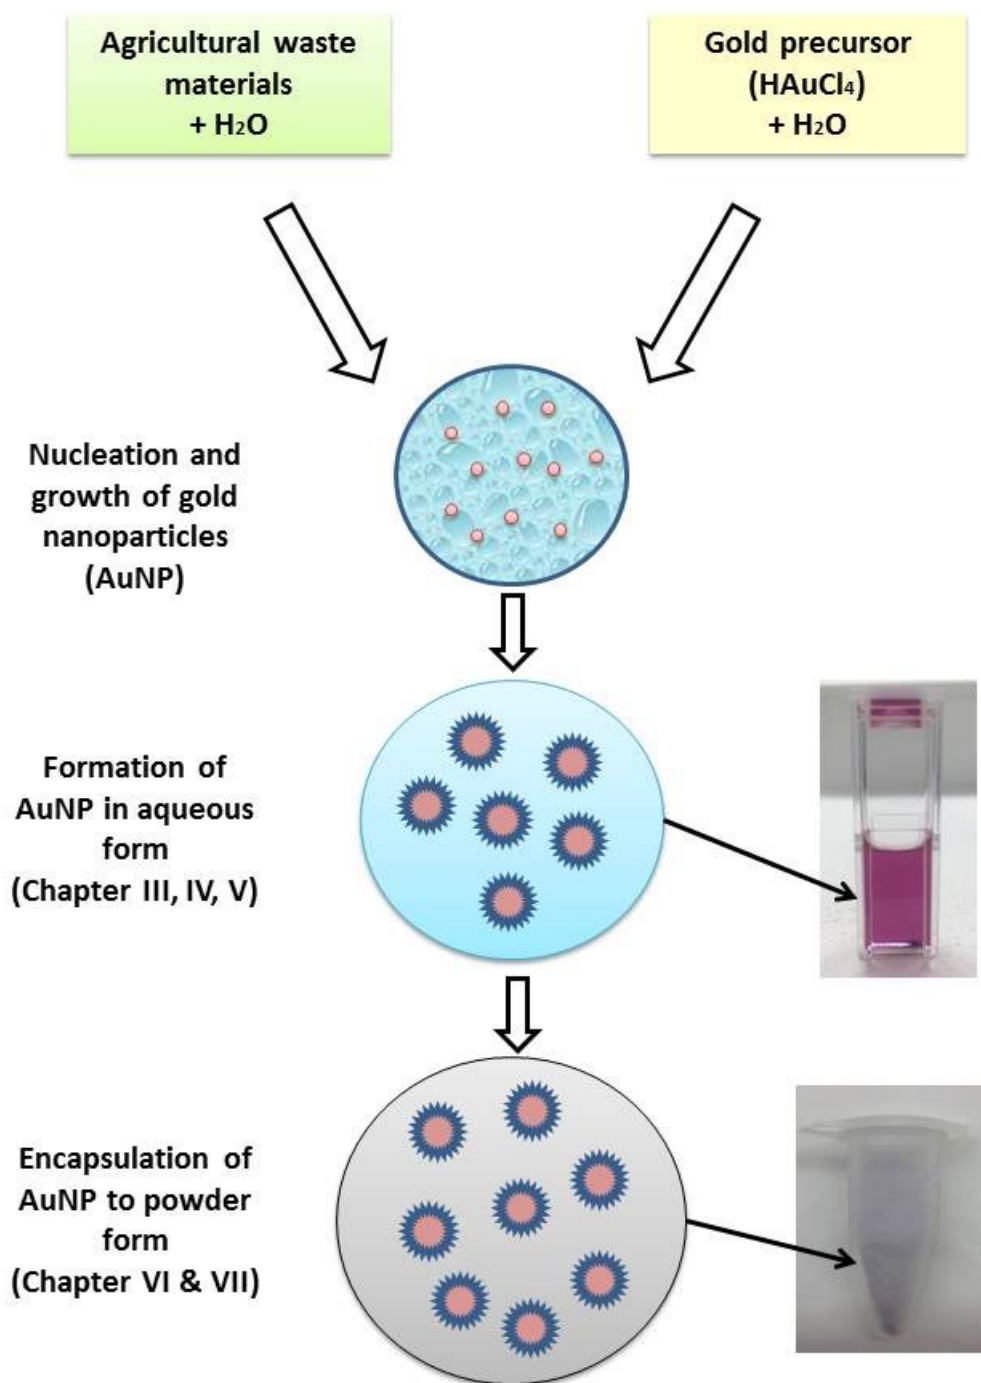 Agricultural waste
materials
+ H₂O
Gold precursor
(HAuCl₄)
+ H₂O
Nucleation and
growth of gold
nanoparticles
(AuNP)
Formation of
AuNP in aqueous
form
(Chapter III, IV, V)
Encapsulation of
AuNP to powder
form
(Chapter VI & VII)